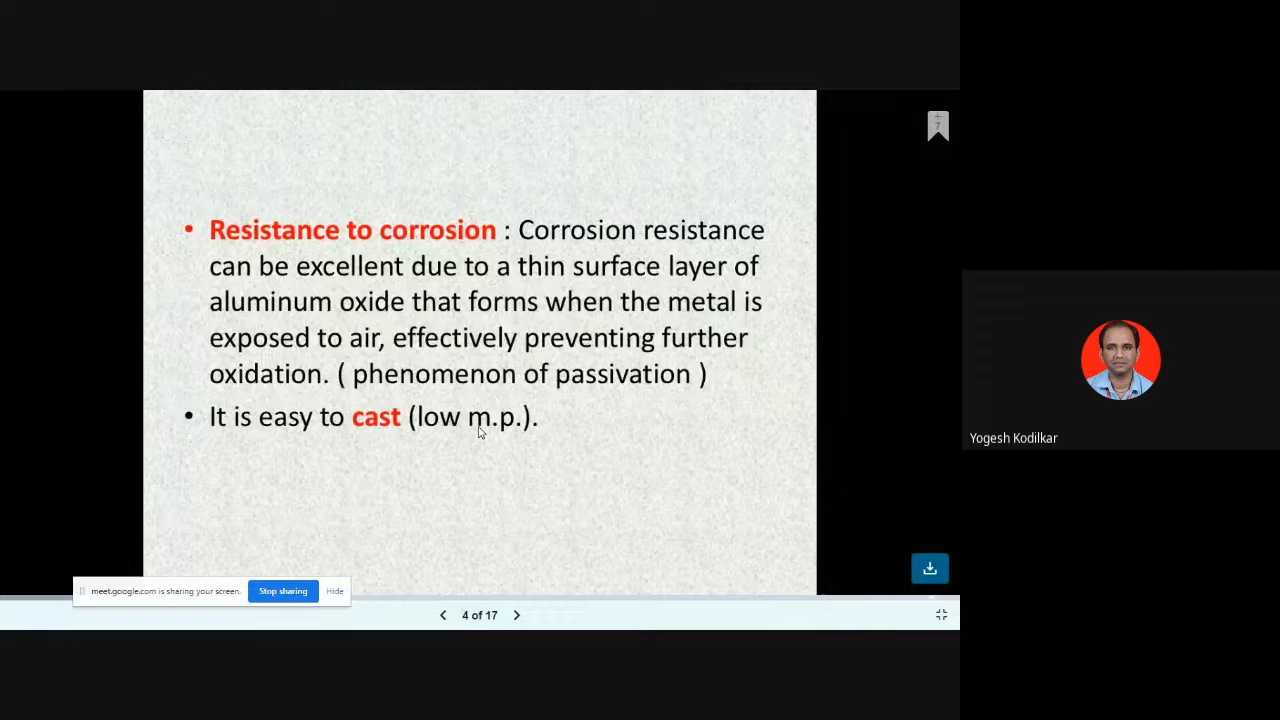 • Resistance to corrosion : Corrosion resistance
can be excellent due to a thin surface layer of
aluminum oxide that forms when the metal is
exposed to air, effectively preventing further
oxidation. ( phenomenon of passivation )
• It is easy to cast (low m.p.).
Yogesh Kodilkar
meet.google.com is sharing your screen.
Stop sharing
Hide
4 of 17